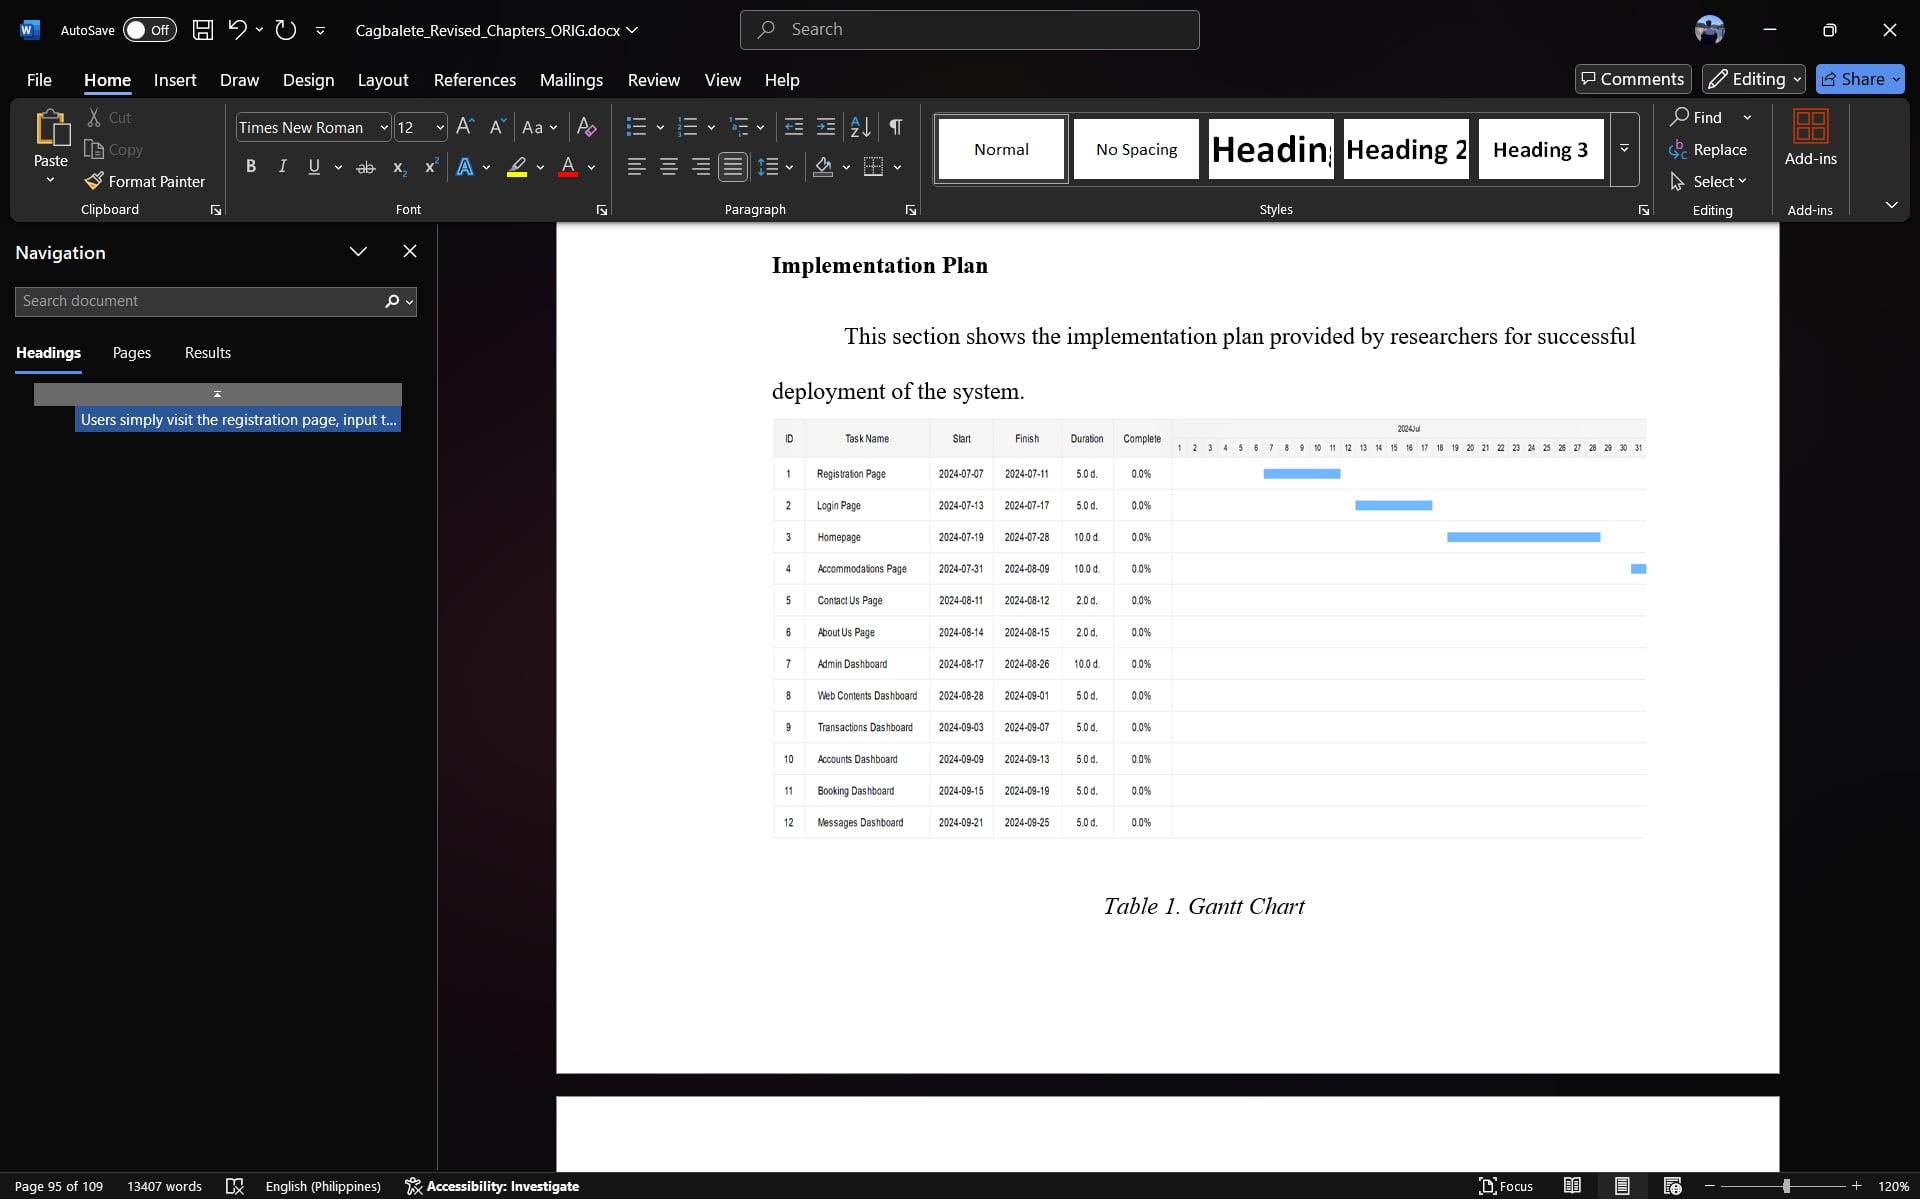 AutoSave Off Cagbalete_Revised_Chapters_ORIG.docx Search
File Home Insert Draw Design Layout References Mailings Review View Help Comments Editing Share
Paste Cut Copy Format Painter Clipboard
Times New Roman 12 Aa Font
Paragraph
Normal No Spacing Heading Heading 2 Heading 3 Styles
Find Replace Select Editing
Add-ins Add-ins
Navigation
Search document
Headings Pages Results
Users simply visit the registration page, input t...
Implementation Plan
This section shows the implementation plan provided by researchers for successful
deployment of the system.
ID Task Name Start Finish Duration Complete 2024Jul
1 2 3 4 5 6 7 8 9 10 11 12 13 14 15 16 17 18 19 20 21 22 23 24 25 26 27 28 29 30 31
1 Registration Page 2024-07-07 2024-07-11 5.0 d. 0.0%
2 Login Page 2024-07-13 2024-07-17 5.0 d. 0.0%
3 Homepage 2024-07-19 2024-07-28 10.0 d. 0.0%
4 Accommodations Page 2024-07-31 2024-08-09 10.0 d. 0.0%
5 Contact Us Page 2024-08-11 2024-08-12 2.0 d. 0.0%
6 About Us Page 2024-08-14 2024-08-15 2.0 d. 0.0%
7 Admin Dashboard 2024-08-17 2024-08-26 10.0 d. 0.0%
8 Web Contents Dashboard 2024-08-28 2024-09-01 5.0 d. 0.0%
9 Transactions Dashboard 2024-09-03 2024-09-07 5.0 d. 0.0%
10 Accounts Dashboard 2024-09-09 2024-09-13 5.0 d. 0.0%
11 Booking Dashboard 2024-09-15 2024-09-19 5.0 d. 0.0%
12 Messages Dashboard 2024-09-21 2024-09-25 5.0 d. 0.0%
Table 1. Gantt Chart
Page 95 of 109 13407 words English (Philippines) Accessibility: Investigate Focus 120%